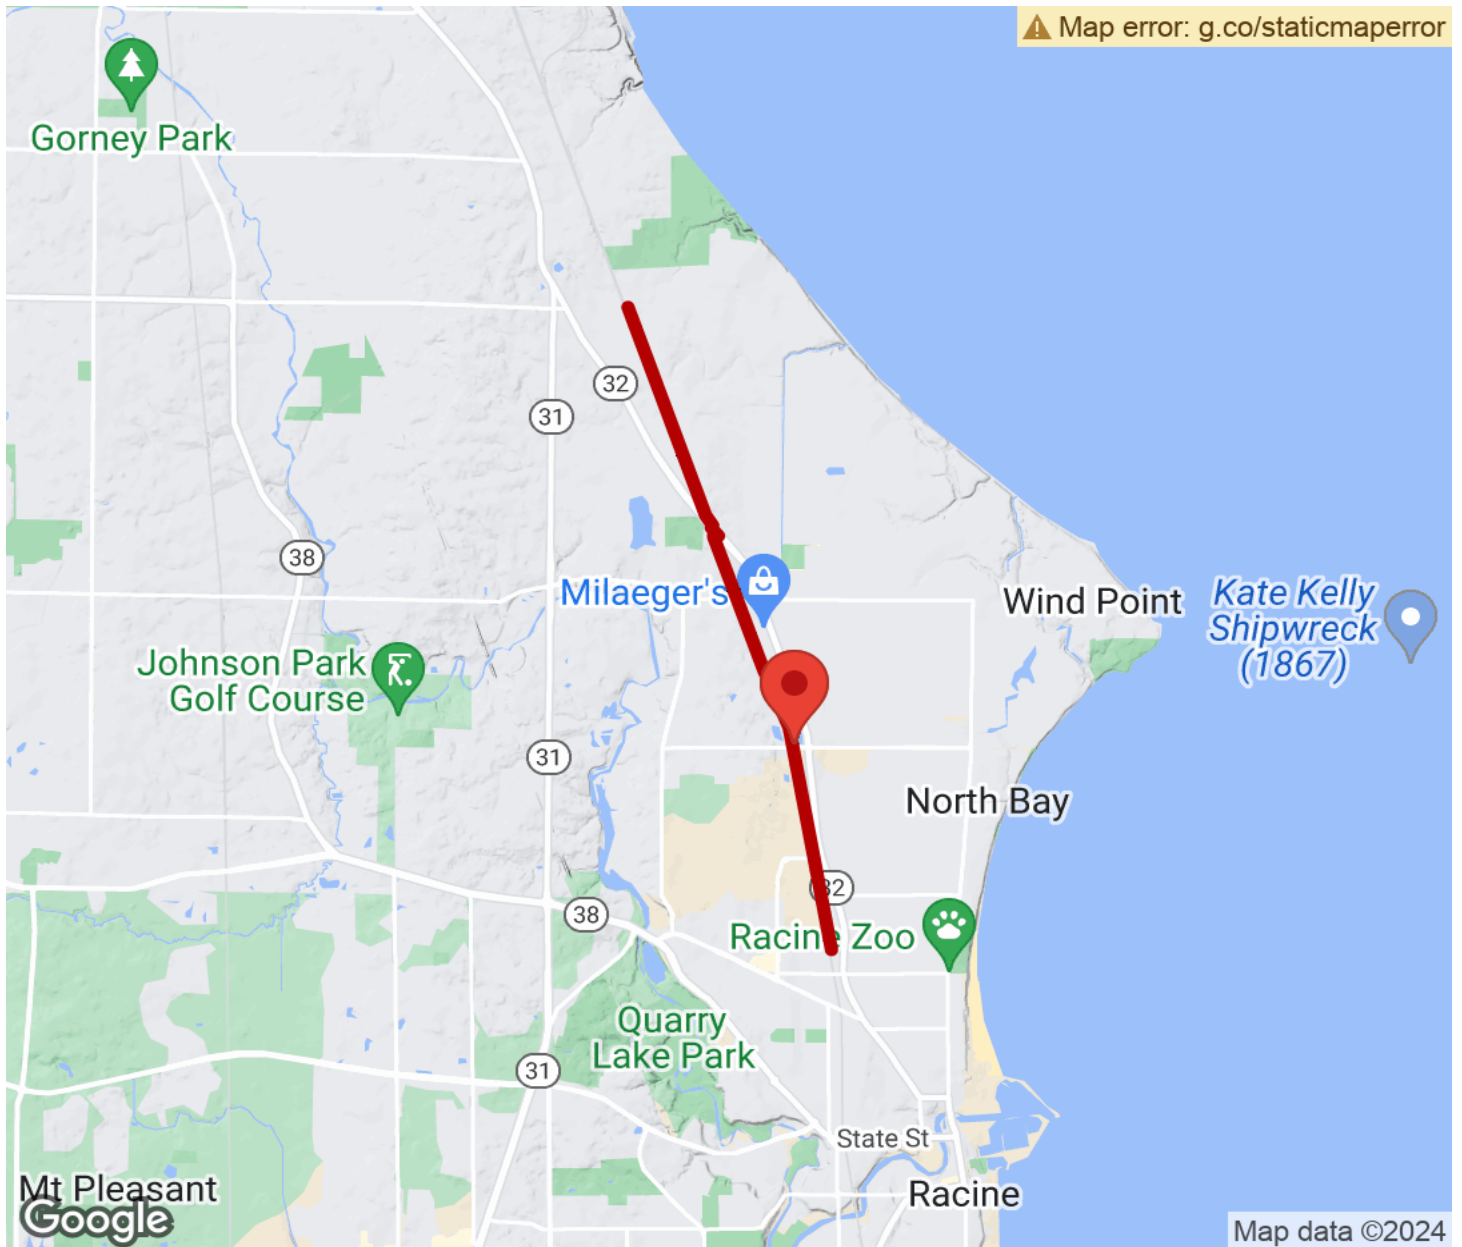 Map error: g.co/staticmaperror
Gorney Park
32
31
38
Milaeger's
Wind Point
Kate Kelly
Shipwreck
(1867)
Johnson Park
Golf Course
31
North Bay
32
38
Racine Zoo
Quarry
Lake Park
31
State St
Mt Pleasant
Racine
Google
Map data ©2024